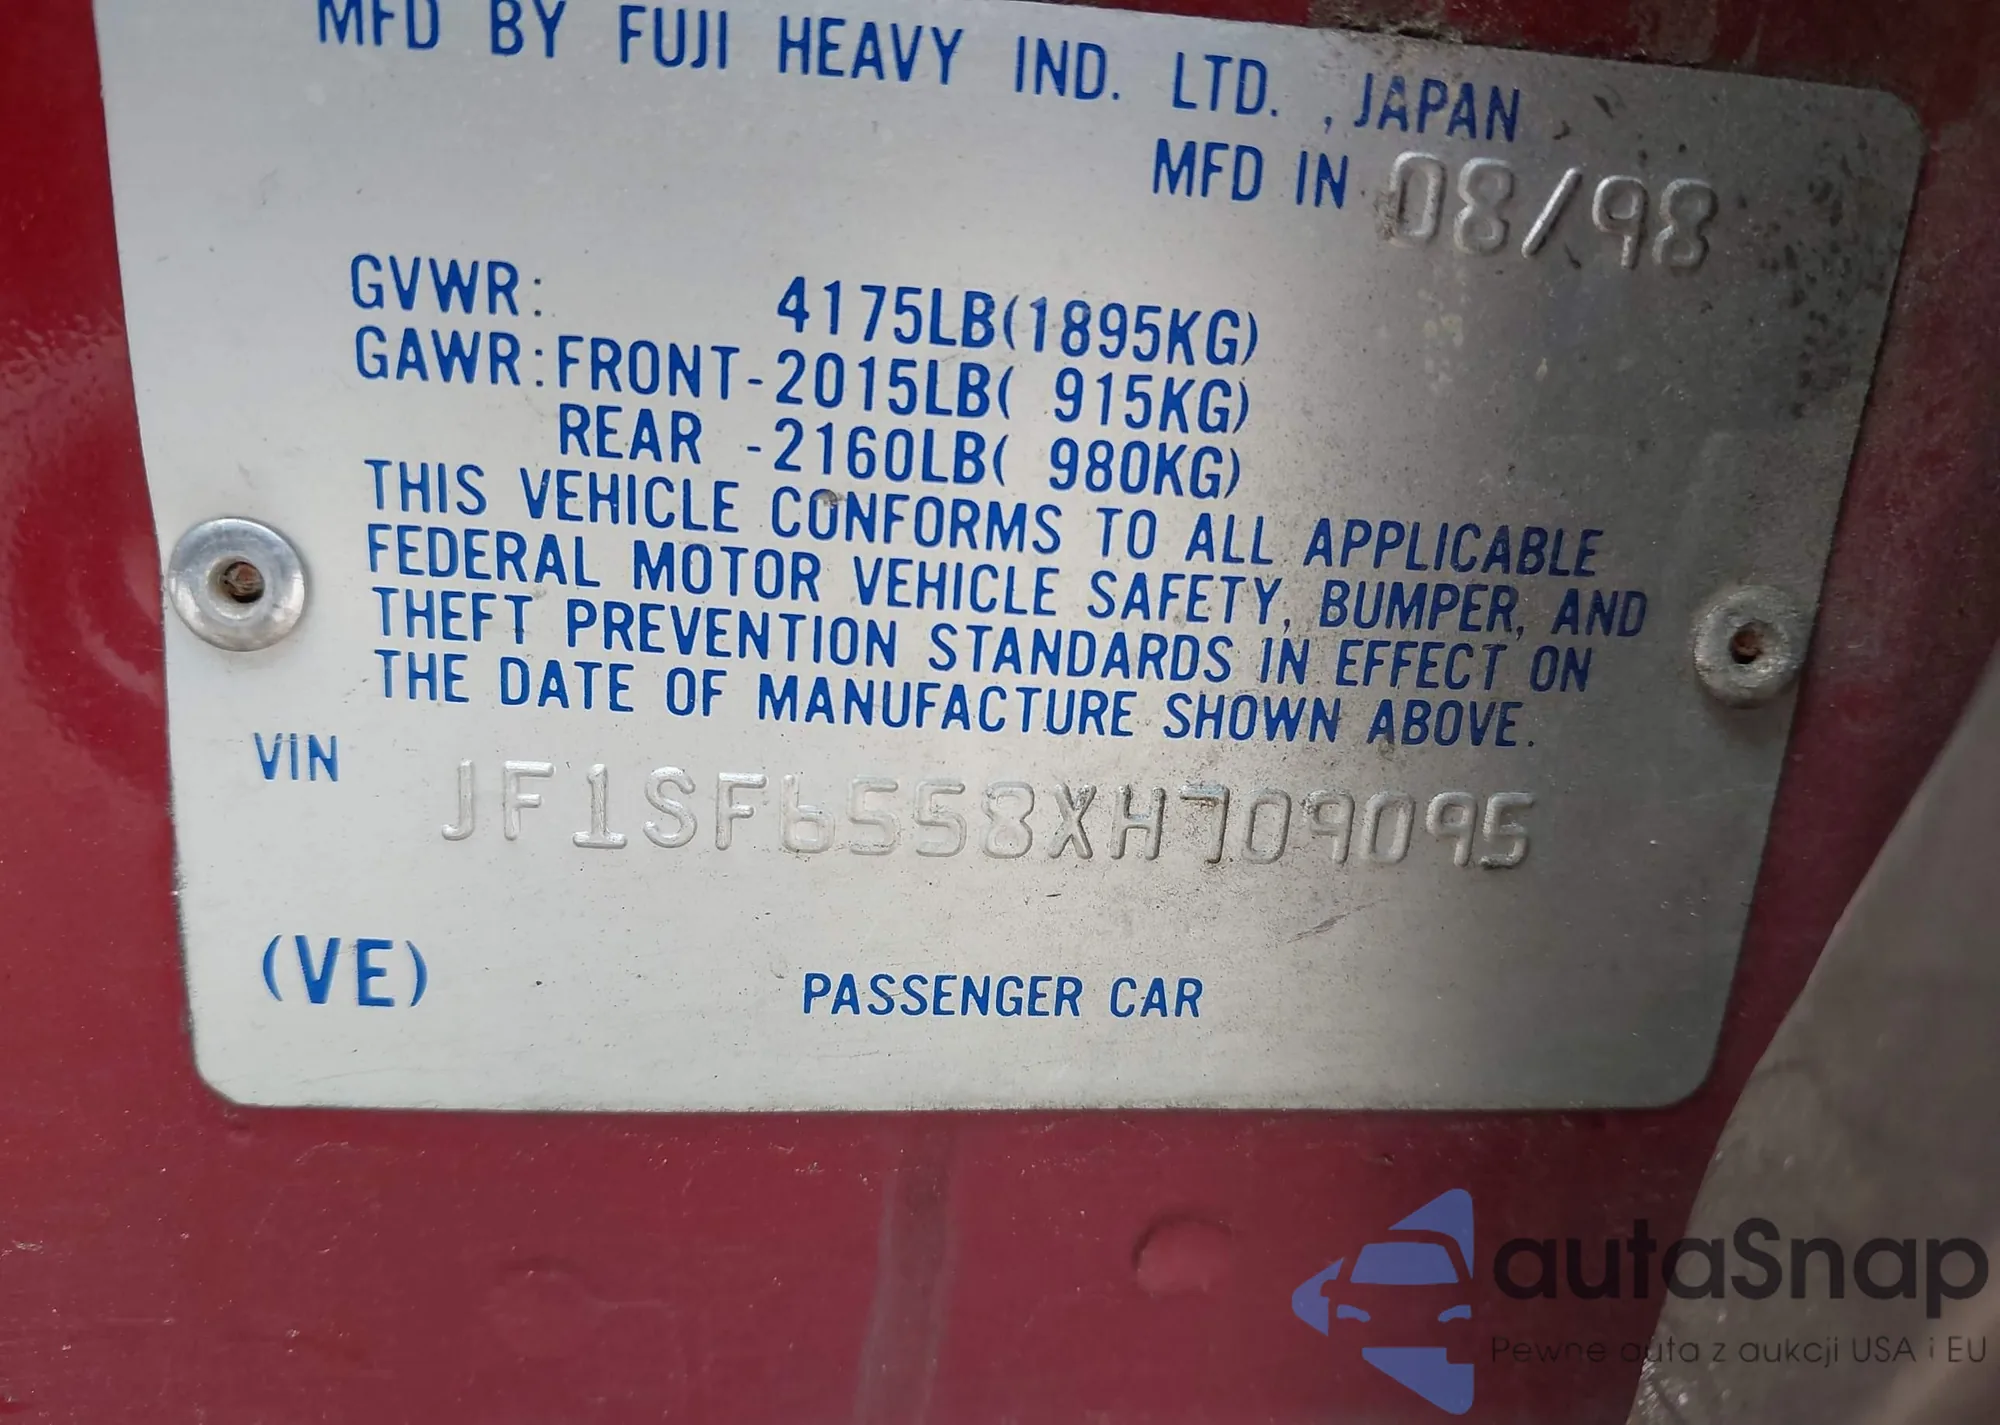 MFD BY FUJI HEAVY IND. LTD. , JAPAN
MFD IN 08/98
GVWR: 4175LB(1895KG)
GAWR:FRONT-2015LB( 915KG)
REAR -2160LB( 980KG)
THIS VEHICLE CONFORMS TO ALL APPLICABLE
FEDERAL MOTOR VEHICLE SAFETY, BUMPER, AND
THEFT PREVENTION STANDARDS IN EFFECT ON
THE DATE OF MANUFACTURE SHOWN ABOVE.
VIN JF1SF6558XH709095
(VE) PASSENGER CAR
autaSnap
Pewne auta z aukcji USA i EU